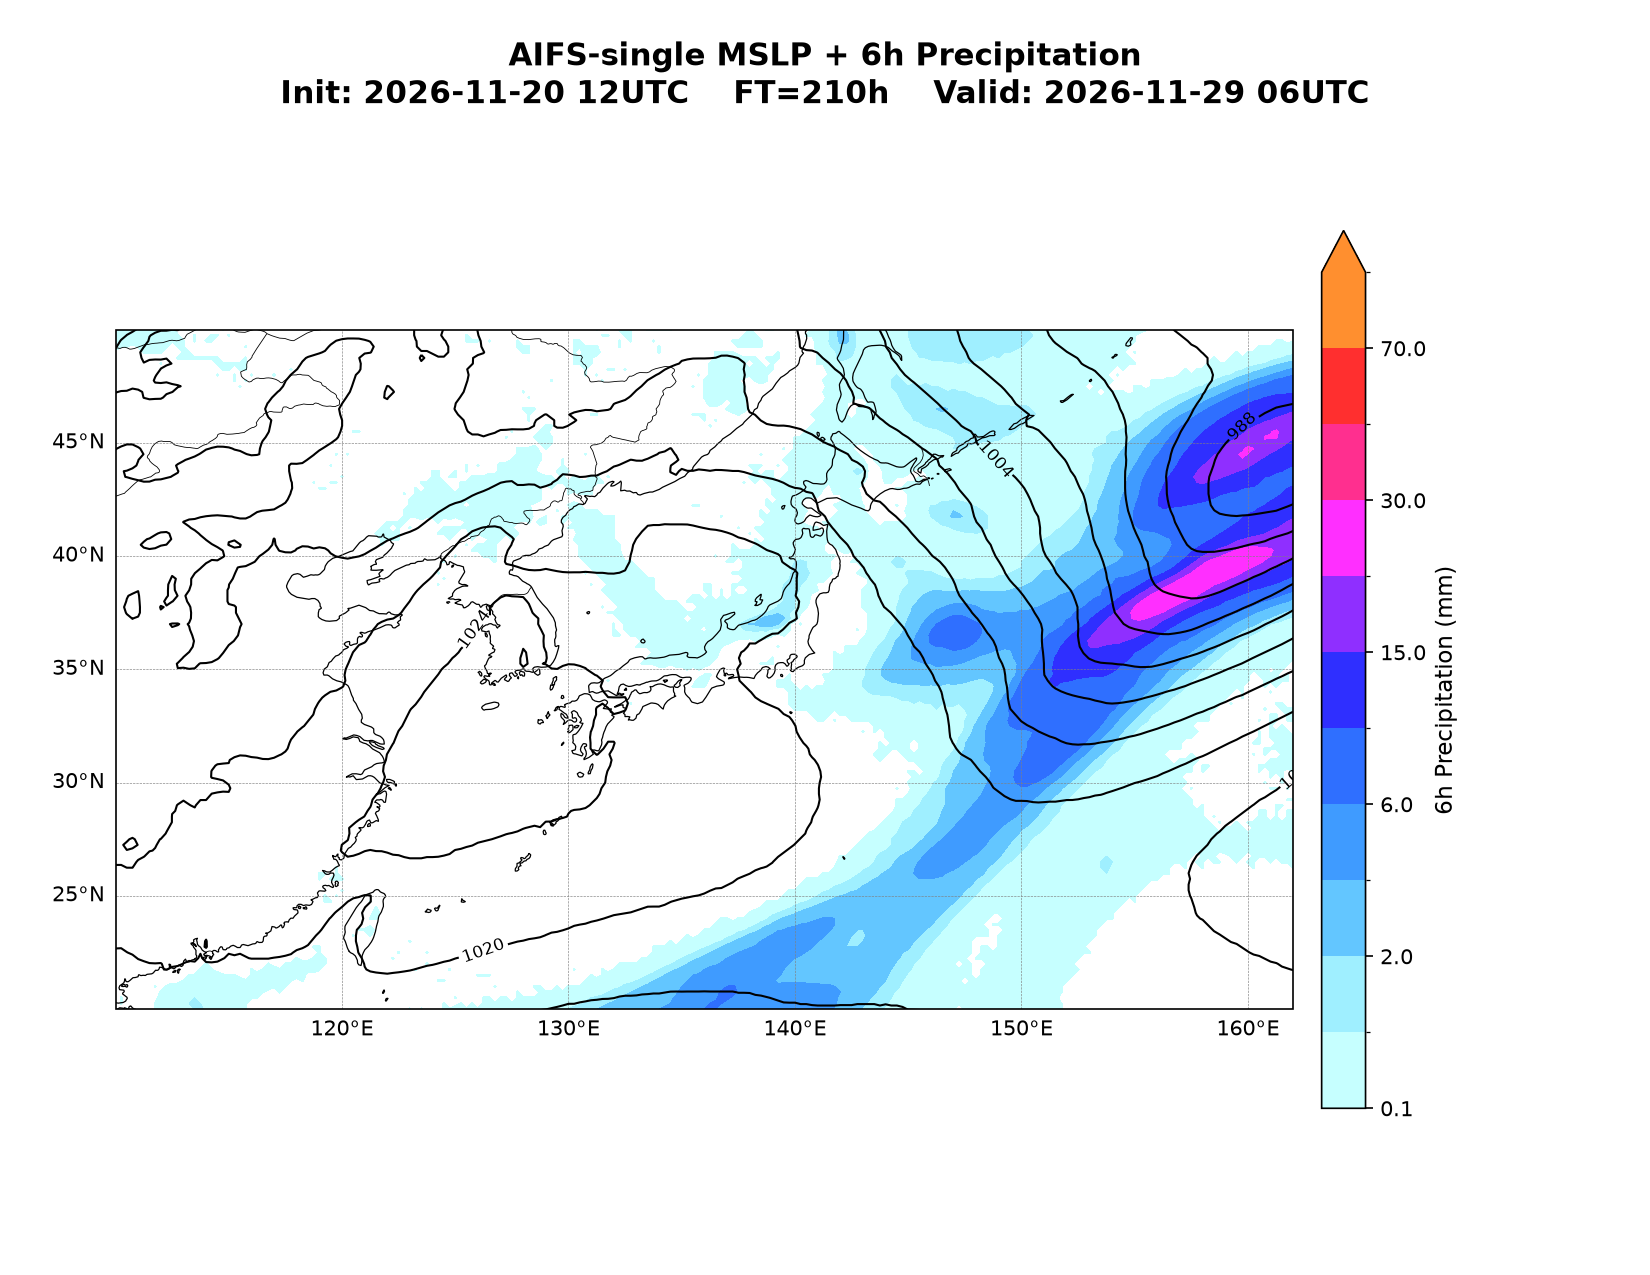 AIFS-single MSLP + 6h Precipitation
Init: 2026-11-20 12UTC    FT=210h    Valid: 2026-11-29 06UTC
70.0
30.0
15.0
6.0
2.0
0.1
6h Precipitation (mm)
45°N
40°N
35°N
30°N
25°N
120°E
130°E
140°E
150°E
160°E
988
1004
1024
1020
10